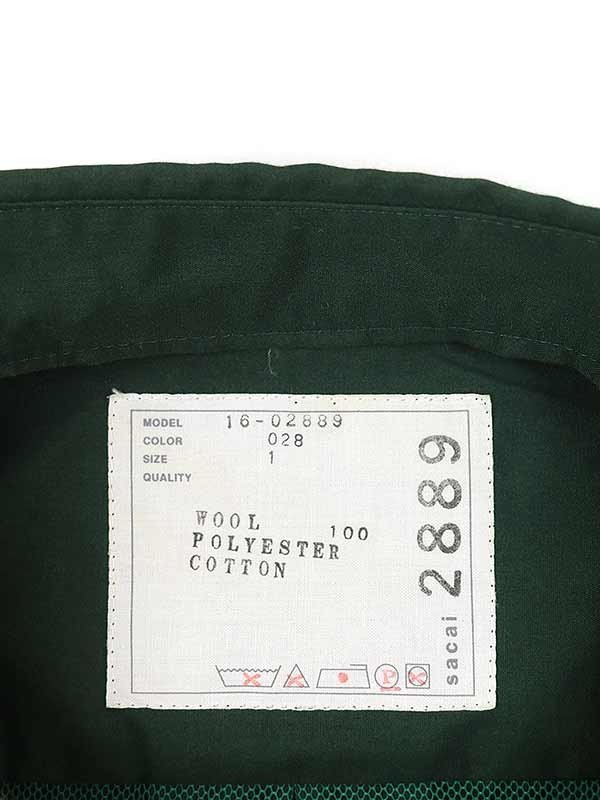 MODEL 16-02889
COLOR 028
SIZE 1
QUALITY
WOOL 100
POLYESTER
COTTON
P
sacai 2889